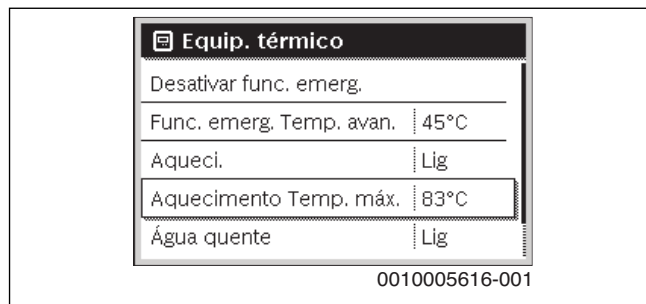 Equip. térmico
Desativar func. emerg.
Func. emerg. Temp. avan. 45°C
Aqueci. Lig
Aquecimento Temp. máx. 83°C
Água quente Lig
0010005616-001